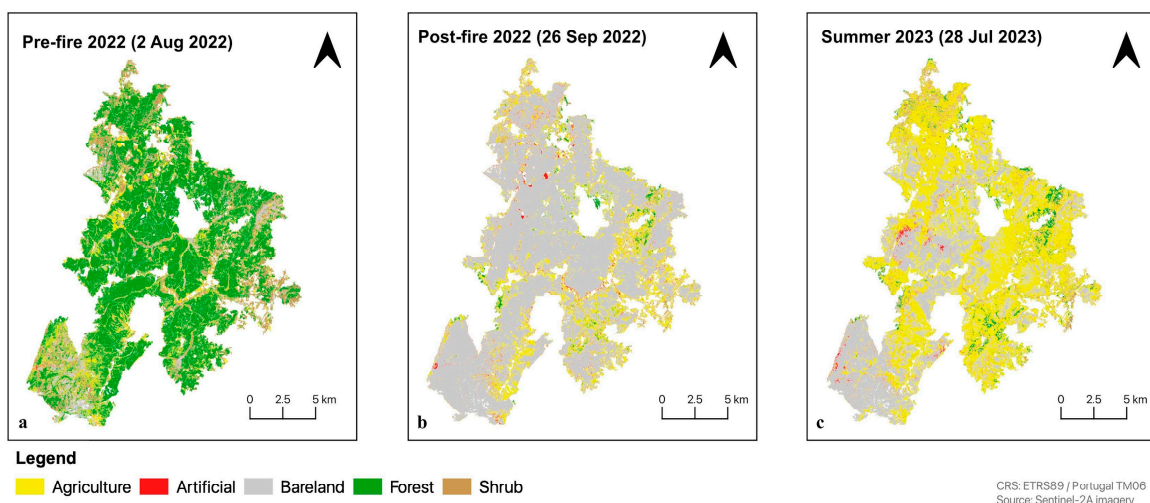 Pre-fire 2022 (2 Aug 2022)
Post-fire 2022 (26 Sep 2022)
Summer 2023 (28 Jul 2023)
0 2.5 5 km
a
0 2.5 5 km
b
0 2.5 5 km
c
Legend
Agriculture Artificial Bareland Forest Shrub
CRS: ETRS89 / Portugal TM06
Source: Sentinel-2A imagery